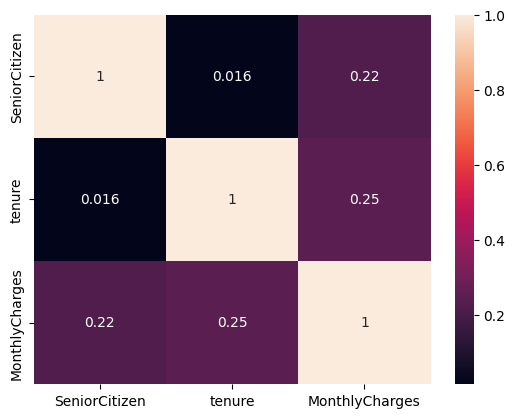 SeniorCitizen 1 0.016 0.22
tenure 0.016 1 0.25
MonthlyCharges 0.22 0.25 1
SeniorCitizen tenure MonthlyCharges
1.0
0.8
0.6
0.4
0.2